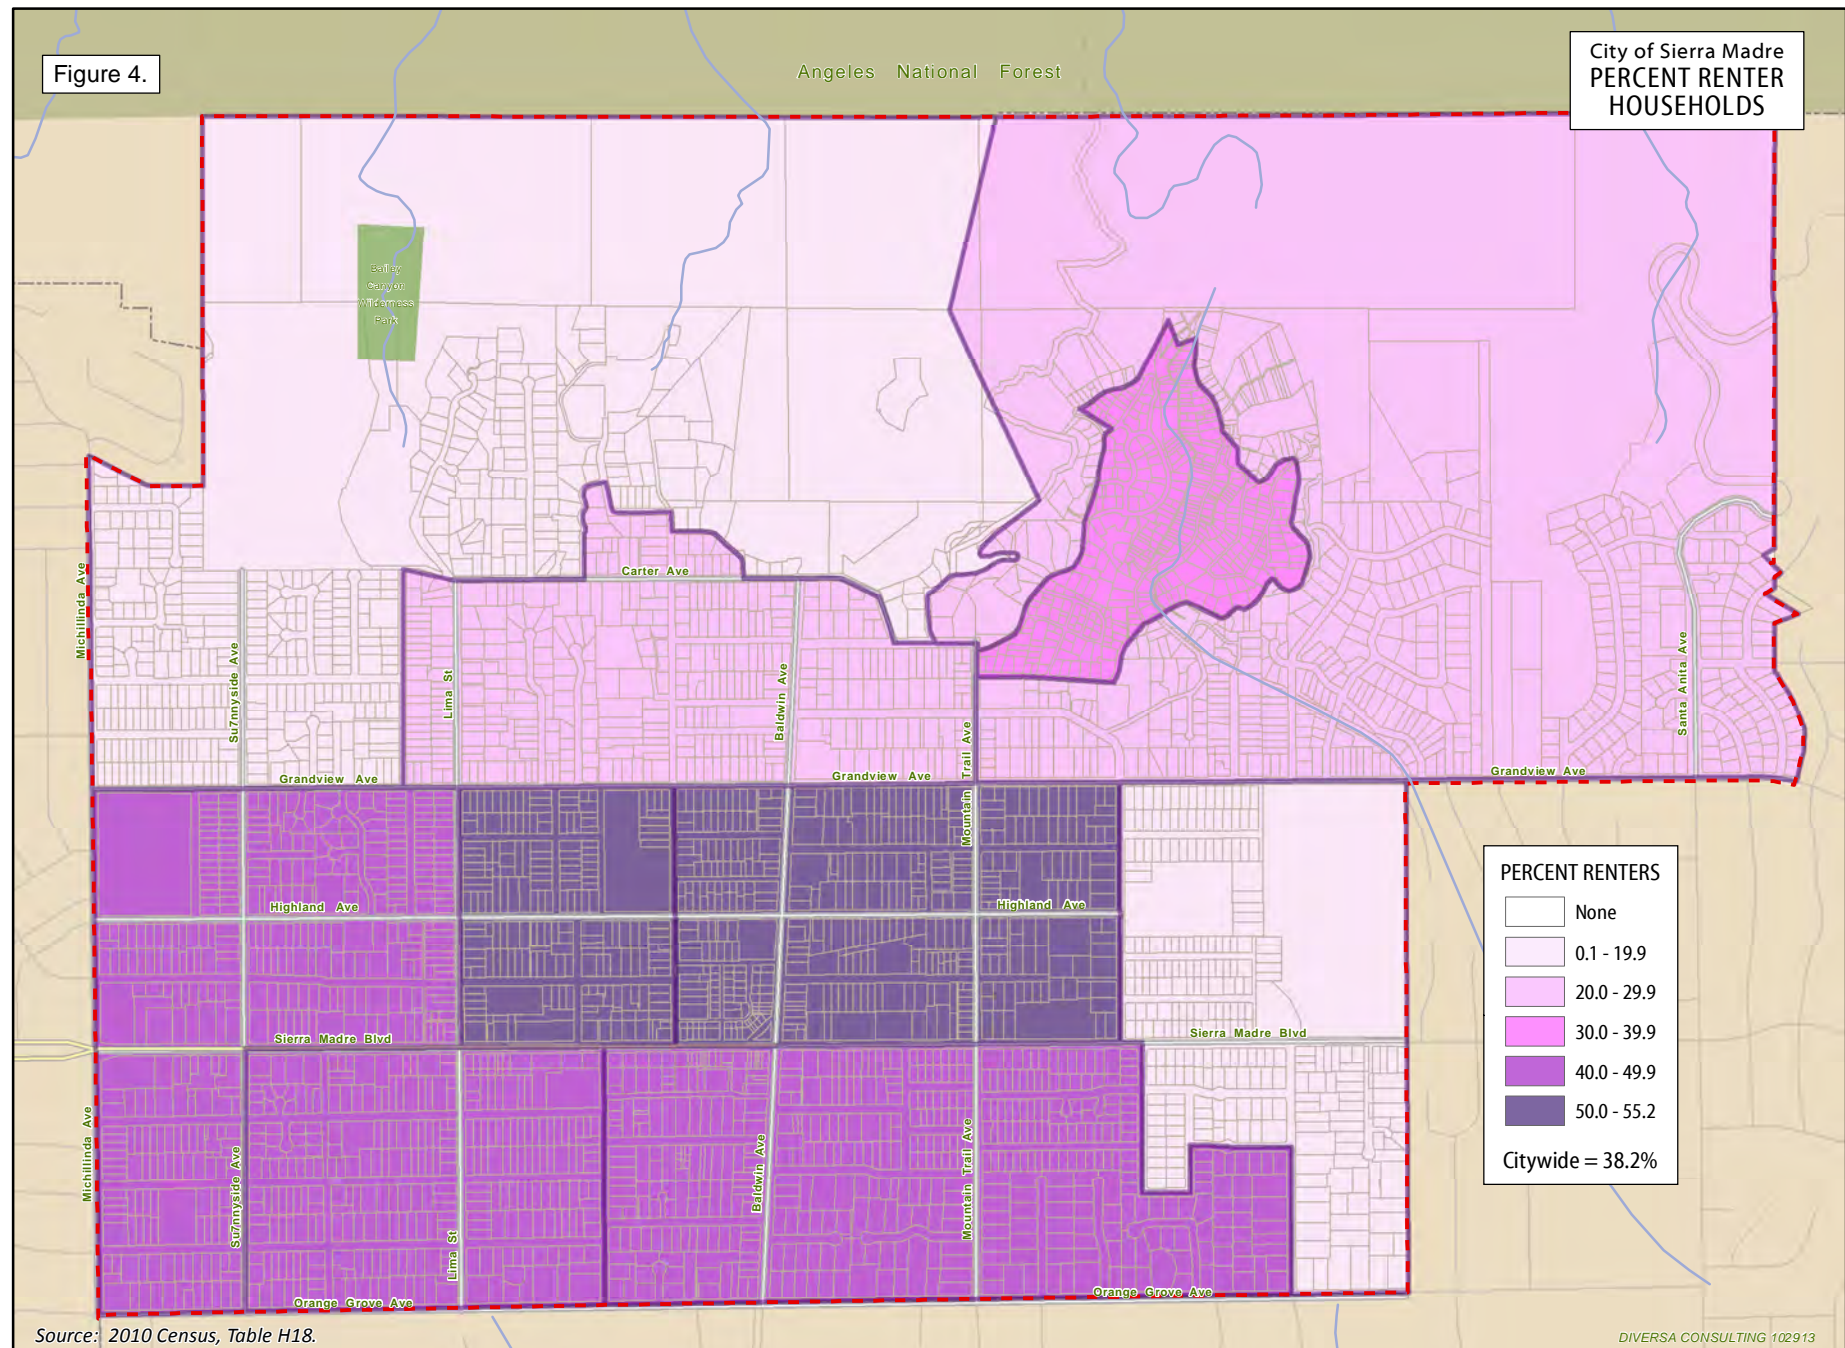 Figure 4.
Angeles National Forest
City of Sierra Madre
PERCENT RENTER
HOUSEHOLDS
Bailey
Canyon
Wilderness
Park
Carter Ave
Michillinda Ave
Su7nnyside Ave
Lima St
Baldwin Ave
Mountain Trail Ave
Santa Anita Ave
Grandview Ave
Grandview Ave
Grandview Ave
Highland Ave
Highland Ave
Sierra Madre Blvd
Sierra Madre Blvd
Michillinda Ave
Su7nnyside Ave
Lima St
Baldwin Ave
Mountain Trail Ave
Orange Grove Ave
Orange Grove Ave
PERCENT RENTERS
None
0.1 - 19.9
20.0 - 29.9
30.0 - 39.9
40.0 - 49.9
50.0 - 55.2
Citywide = 38.2%
Source: 2010 Census, Table H18.
DIVERSA CONSULTING 102913